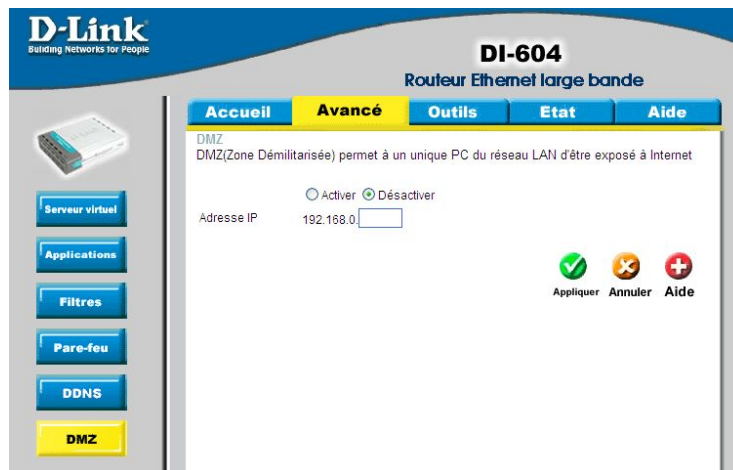 D-Link
Building Networks for People
DI-604
Routeur Ethernet large bande
Accueil
Avancé
Outils
Etat
Aide
DMZ
DMZ(Zone Démilitarisée) permet à un unique PC du réseau LAN d'être exposé à Internet
Activer Désactiver
Adresse IP 192.168.0.
Appliquer Annuler Aide
Serveur virtuel
Applications
Filtres
Pare-feu
DDNS
DMZ